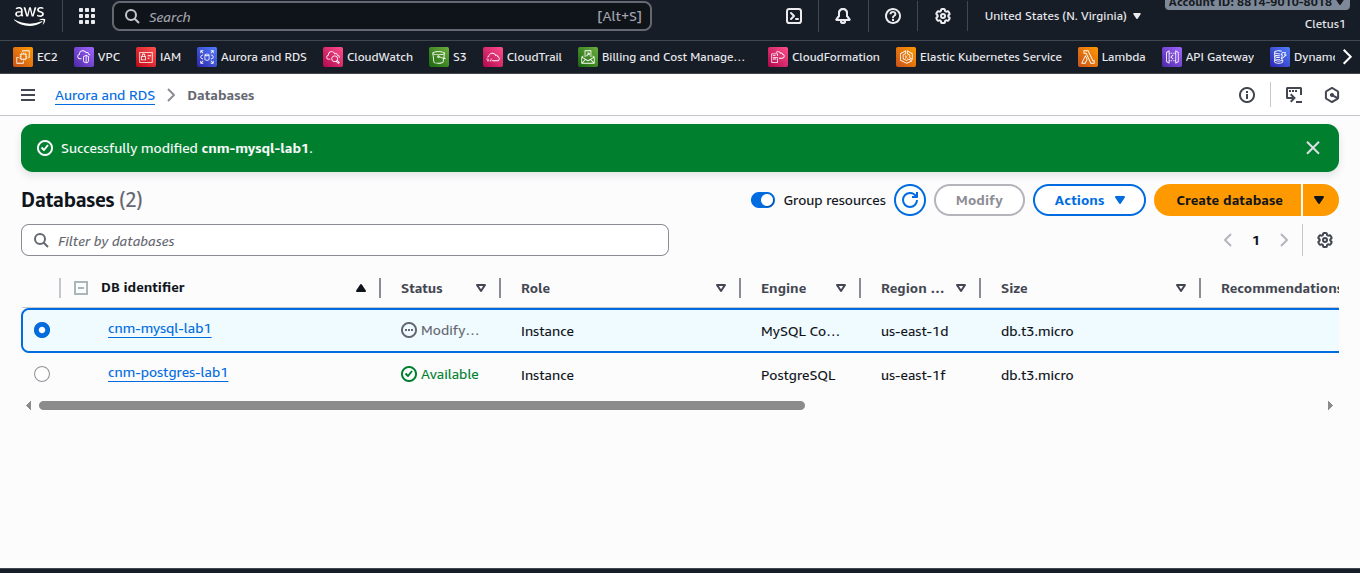 aws Search [Alt+S] United States (N. Virginia) Account ID: 8814-9010-8018
Cletus1
EC2 VPC IAM Aurora and RDS CloudWatch S3 CloudTrail Billing and Cost Manage… CloudFormation Elastic Kubernetes Service Lambda API Gateway Dynam
Aurora and RDS > Databases
Successfully modified cnm-mysql-lab1.
Databases (2) Group resources Modify Actions Create database
Filter by databases 1
DB identifier Status Role Engine Region ... Size Recommendations
cnm-mysql-lab1 Modify... Instance MySQL Co... us-east-1d db.t3.micro
cnm-postgres-lab1 Available Instance PostgreSQL us-east-1f db.t3.micro